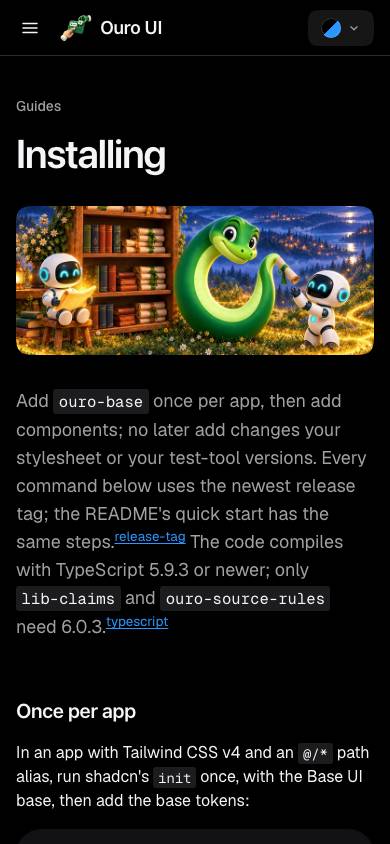 Ouro UI
Guides
Installing
Add ouro-base once per app, then add
components; no later add changes your
stylesheet or your test-tool versions. Every
command below uses the newest release
tag; the README's quick start has the
same steps.release-tag The code compiles
with TypeScript 5.9.3 or newer; only
lib-claims and ouro-source-rules
need 6.0.3.typescript
Once per app
In an app with Tailwind CSS v4 and an @/* path
alias, run shadcn's init once, with the Base UI
base, then add the base tokens: